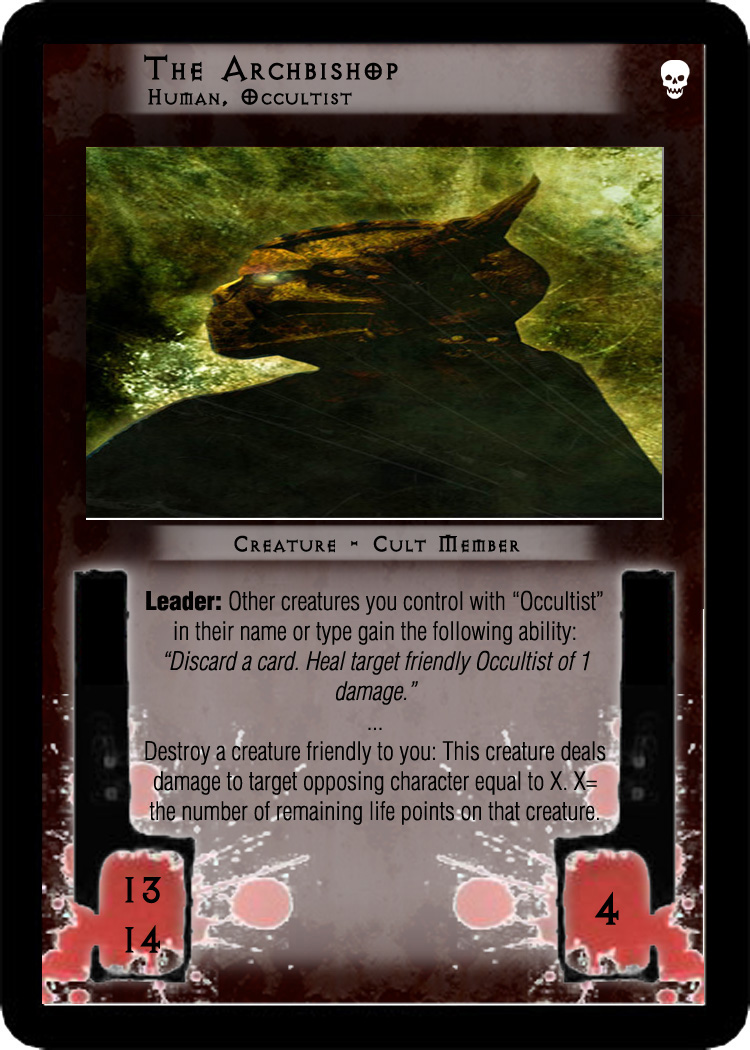 The Archbishop
Human, Occultist
Creature - Cult Member
Leader: Other creatures you control with “Occultist”
in their name or type gain the following ability:
“Discard a card. Heal target friendly Occultist of 1
damage.”
...
Destroy a creature friendly to you: This creature deals
damage to target opposing character equal to X. X=
the number of remaining life points on that creature.
13
14
4